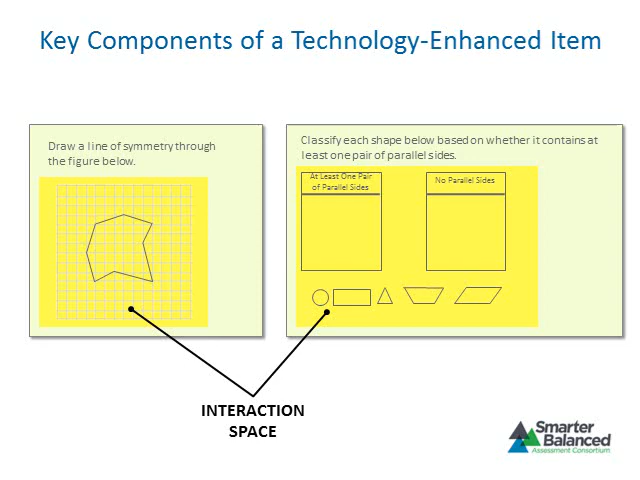 Key Components of a Technology-Enhanced Item
Draw a line of symmetry through
the figure below.
Classify each shape below based on whether it contains at
least one pair of parallel sides.
At Least One Pair
of Parallel Sides
No Parallel Sides
INTERACTION
SPACE
Smarter
Balanced
Assessment Consortium